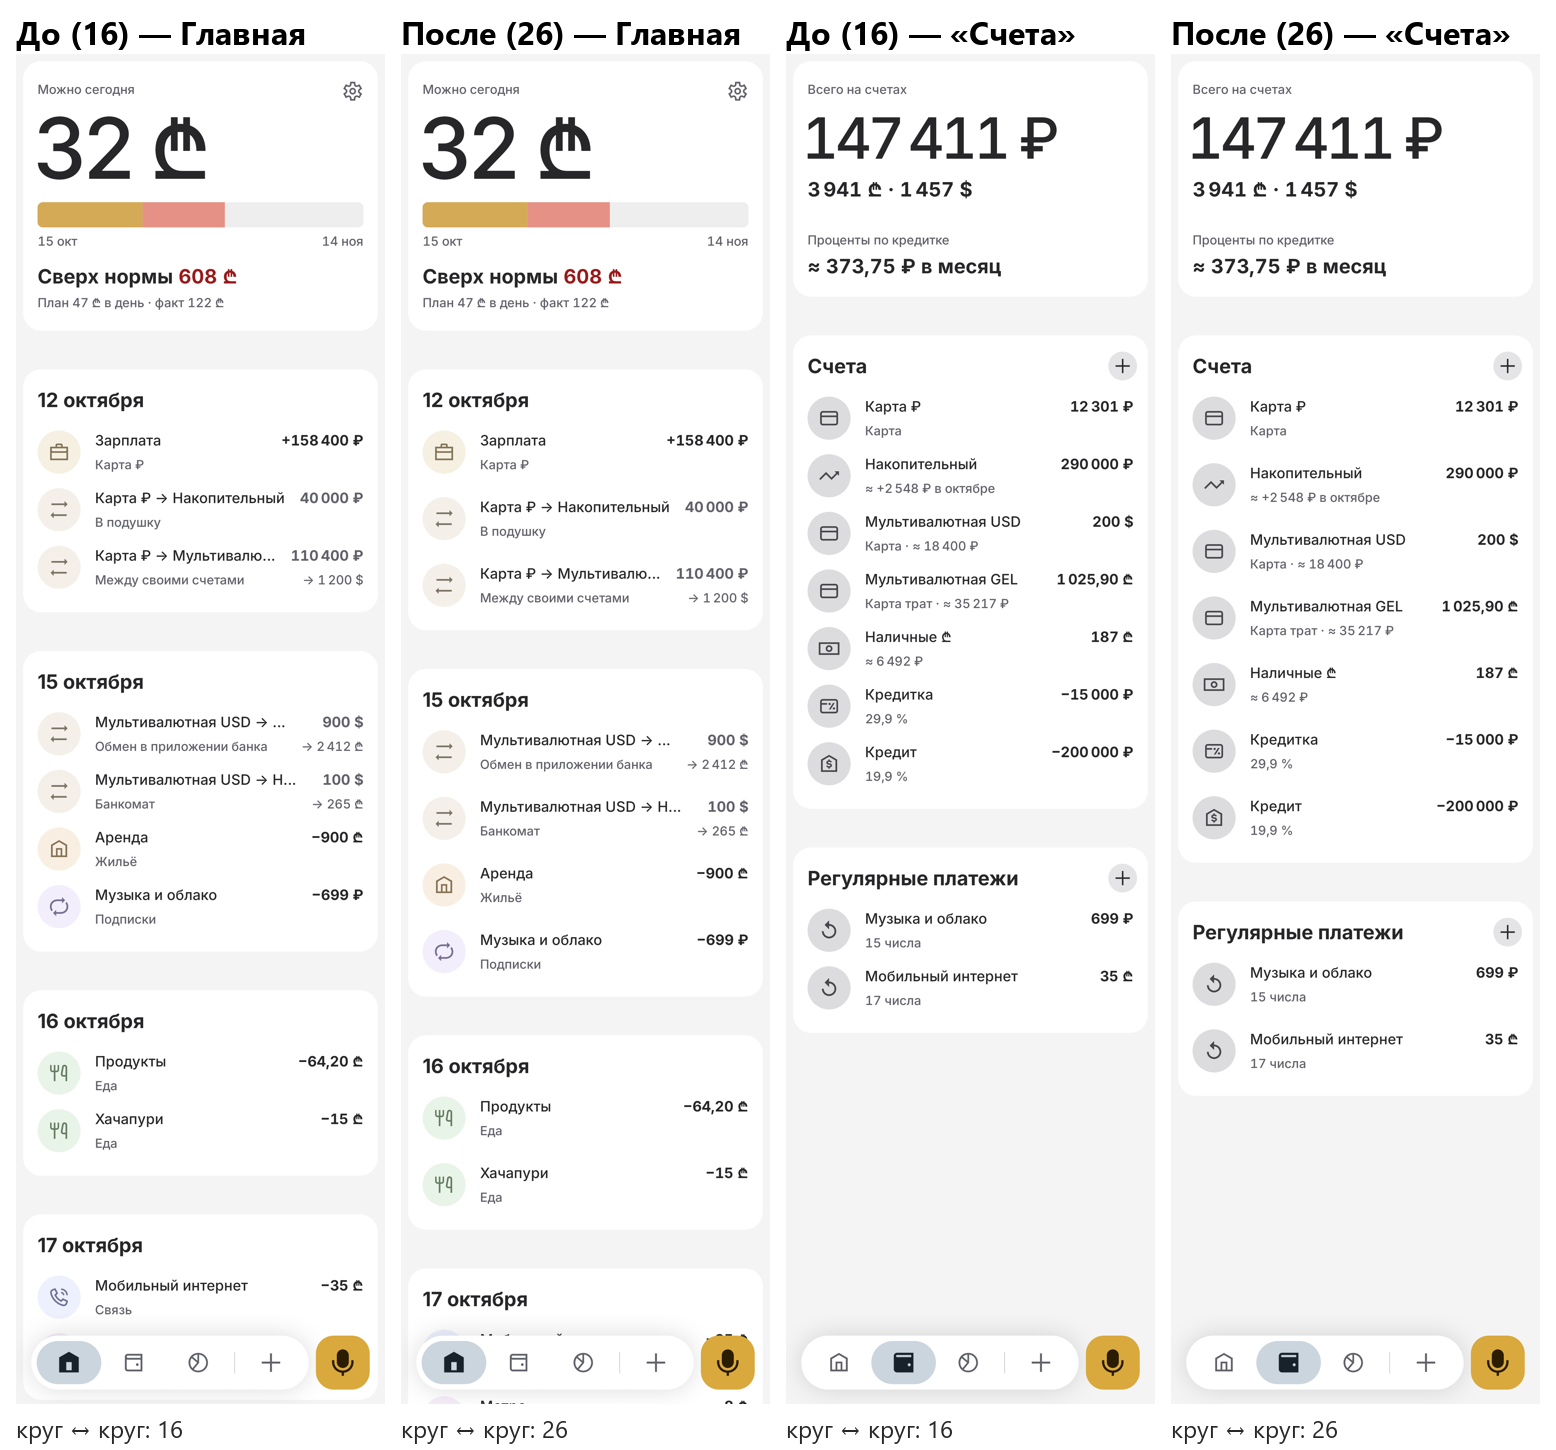 До (16) — Главная
Можно сегодня
32 ₾
15 окт 14 ноя
Сверх нормы 608 ₾
План 47 ₾ в день · факт 122 ₾
12 октября
Зарплата +158 400 ₽
Карта ₽
Карта ₽ → Накопительный 40 000 ₽
В подушку
Карта ₽ → Мультивалю... 110 400 ₽
Между своими счетами → 1 200 $
15 октября
Мультивалютная USD → ... 900 $
Обмен в приложении банка → 2 412 ₾
Мультивалютная USD → Н... 100 $
Банкомат → 265 ₾
Аренда −900 ₾
Жильё
Музыка и облако −699 ₽
Подписки
16 октября
Продукты −64,20 ₾
Еда
Хачапури −15 ₾
Еда
17 октября
Мобильный интернет −35 ₾
Связь
круг ↔ круг: 16
После (26) — Главная
Можно сегодня
32 ₾
15 окт 14 ноя
Сверх нормы 608 ₾
План 47 ₾ в день · факт 122 ₾
12 октября
Зарплата +158 400 ₽
Карта ₽
Карта ₽ → Накопительный 40 000 ₽
В подушку
Карта ₽ → Мультивалю... 110 400 ₽
Между своими счетами → 1 200 $
15 октября
Мультивалютная USD → ... 900 $
Обмен в приложении банка → 2 412 ₾
Мультивалютная USD → Н... 100 $
Банкомат → 265 ₾
Аренда −900 ₾
Жильё
Музыка и облако −699 ₽
Подписки
16 октября
Продукты −64,20 ₾
Еда
Хачапури −15 ₾
Еда
17 октября
круг ↔ круг: 26
До (16) — «Счета»
Всего на счетах
147 411 ₽
3 941 ₾ · 1 457 $
Проценты по кредитке
≈ 373,75 ₽ в месяц
Счета
Карта ₽ 12 301 ₽
Карта
Накопительный 290 000 ₽
≈ +2 548 ₽ в октябре
Мультивалютная USD 200 $
Карта · ≈ 18 400 ₽
Мультивалютная GEL 1 025,90 ₾
Карта трат · ≈ 35 217 ₽
Наличные ₾ 187 ₾
≈ 6 492 ₽
Кредитка −15 000 ₽
29,9 %
Кредит −200 000 ₽
19,9 %
Регулярные платежи
Музыка и облако 699 ₽
15 числа
Мобильный интернет 35 ₾
17 числа
круг ↔ круг: 16
После (26) — «Счета»
Всего на счетах
147 411 ₽
3 941 ₾ · 1 457 $
Проценты по кредитке
≈ 373,75 ₽ в месяц
Счета
Карта ₽ 12 301 ₽
Карта
Накопительный 290 000 ₽
≈ +2 548 ₽ в октябре
Мультивалютная USD 200 $
Карта · ≈ 18 400 ₽
Мультивалютная GEL 1 025,90 ₾
Карта трат · ≈ 35 217 ₽
Наличные ₾ 187 ₾
≈ 6 492 ₽
Кредитка −15 000 ₽
29,9 %
Кредит −200 000 ₽
19,9 %
Регулярные платежи
Музыка и облако 699 ₽
15 числа
Мобильный интернет 35 ₾
17 числа
круг ↔ круг: 26